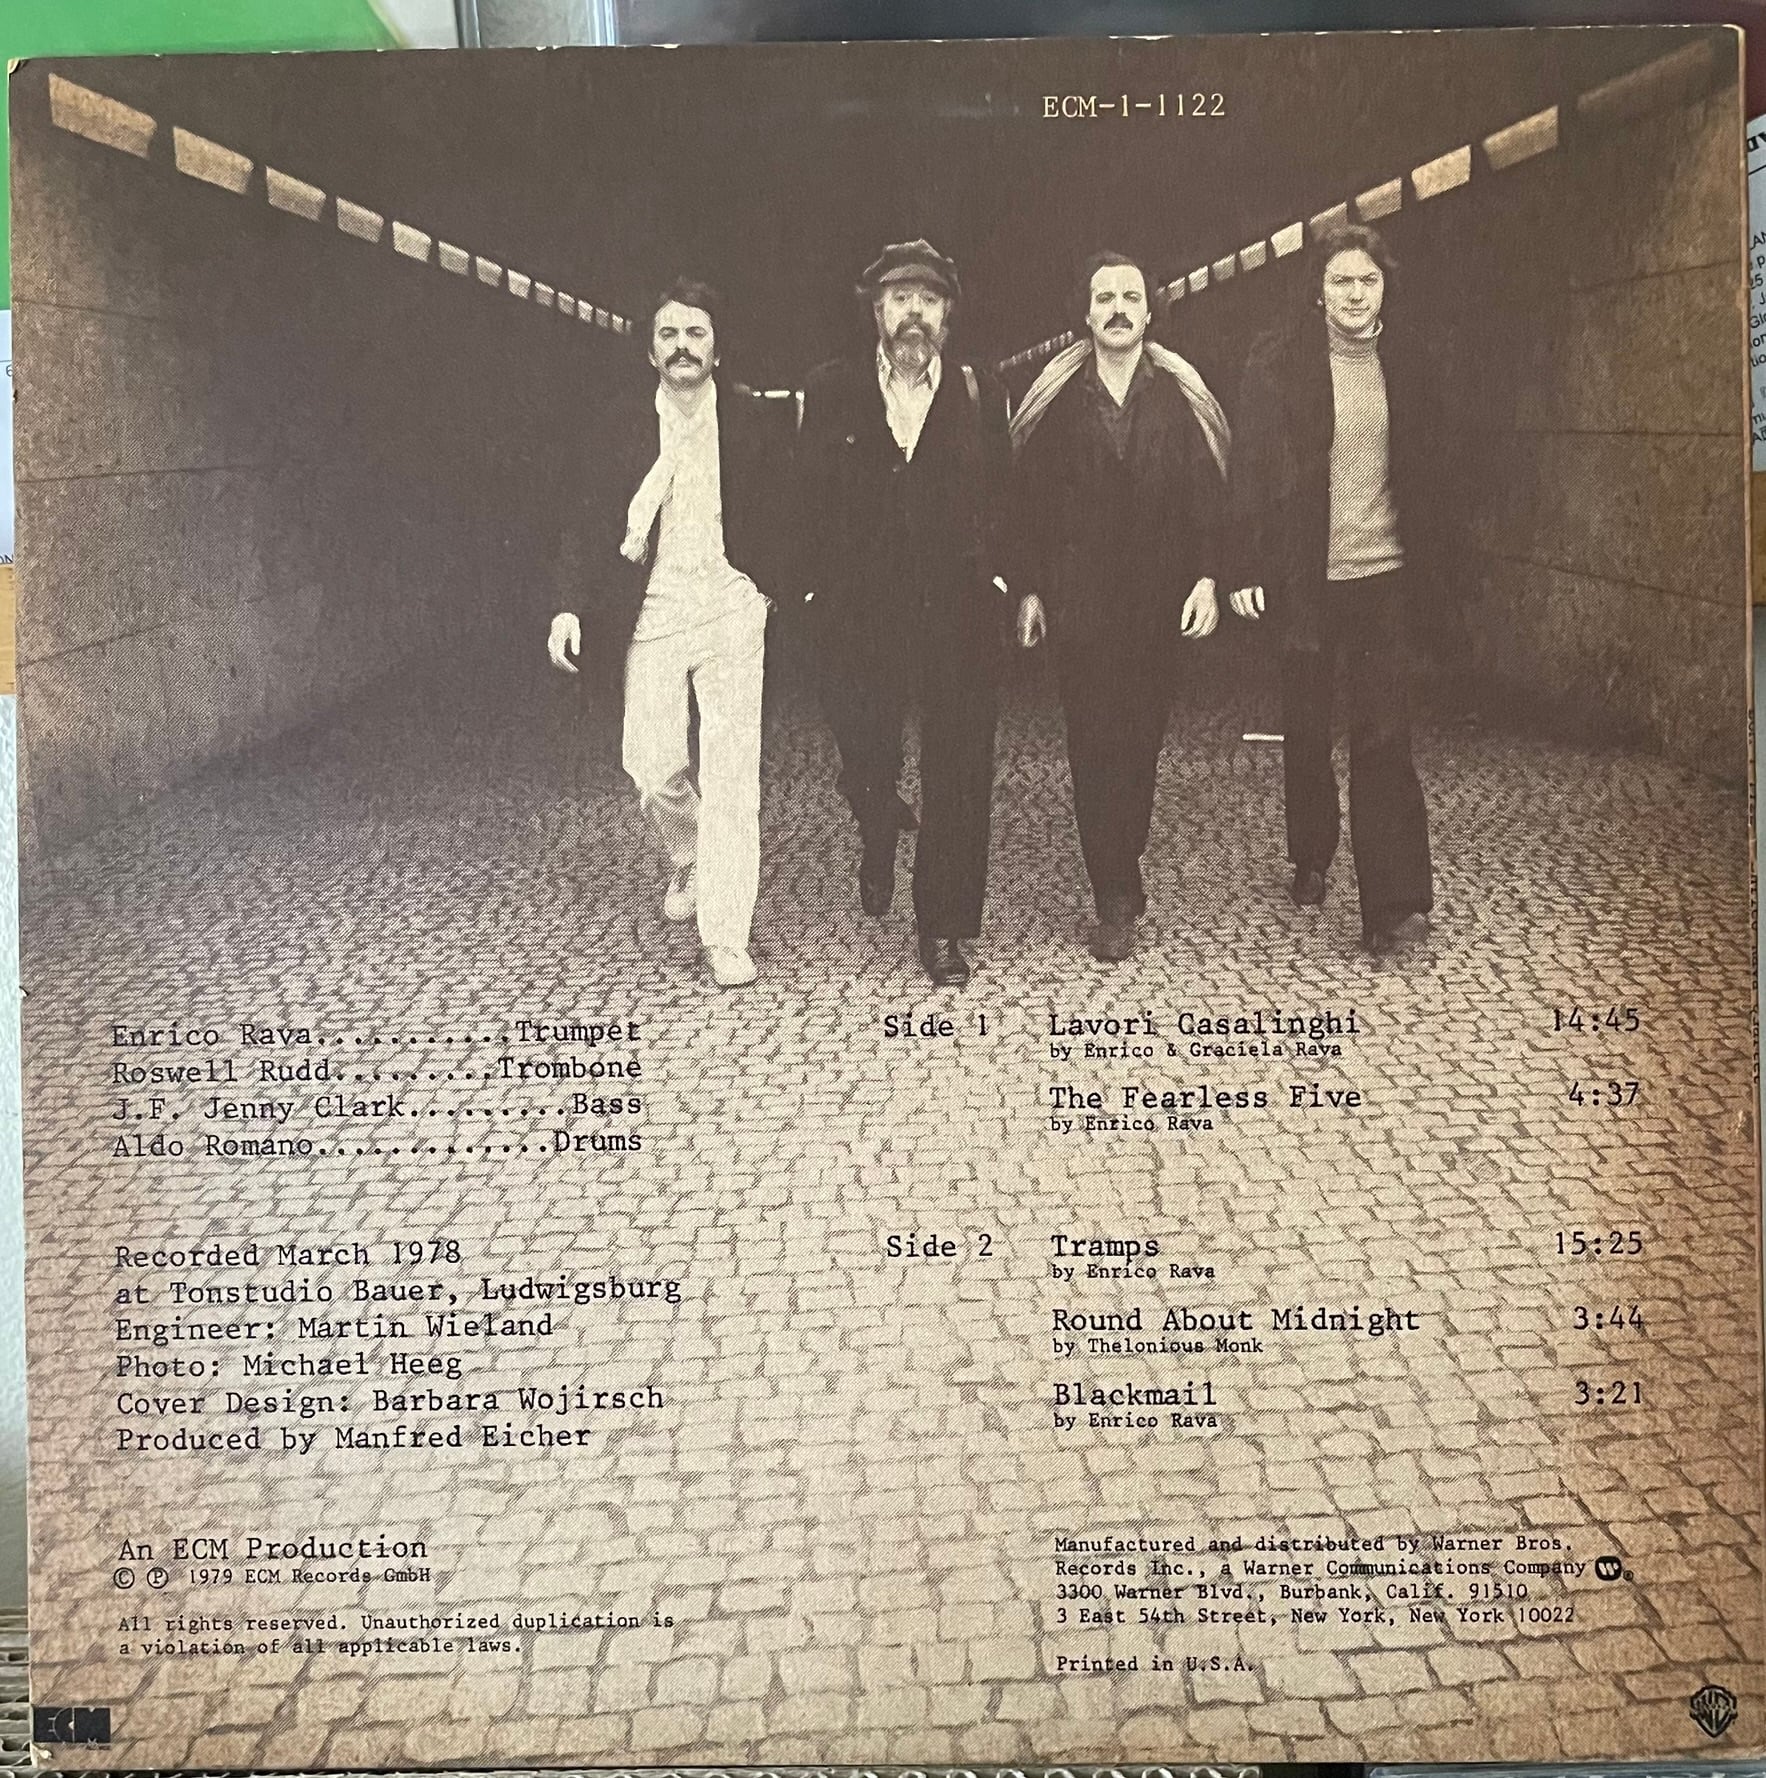 ECM-1-1122
Enrico Rava...........Trumpet
Roswell Rudd.........Trombone
J.F. Jenny Clark.........Bass
Aldo Romano.............Drums
Recorded March 1978
at Tonstudio Bauer, Ludwigsburg
Engineer: Martin Wieland
Photo: Michael Heeg
Cover Design: Barbara Wojirsch
Produced by Manfred Eicher
An ECM Production
© ℗ 1979 ECM Records GmbH
All rights reserved. Unauthorized duplication is
a violation of all applicable laws.
ECM
Side 1 Lavori Casalinghi 14:45
by Enrico & Graciela Rava
The Fearless Five 4:37
by Enrico Rava
Side 2 Tramps 15:25
by Enrico Rava
Round About Midnight 3:44
by Thelonious Monk
Blackmail 3:21
by Enrico Rava
Manufactured and distributed by Warner Bros.
Records Inc., a Warner Communications Company
3300 Warner Blvd., Burbank, Calif. 91510
3 East 54th Street, New York, New York 10022
Printed in U.S.A.